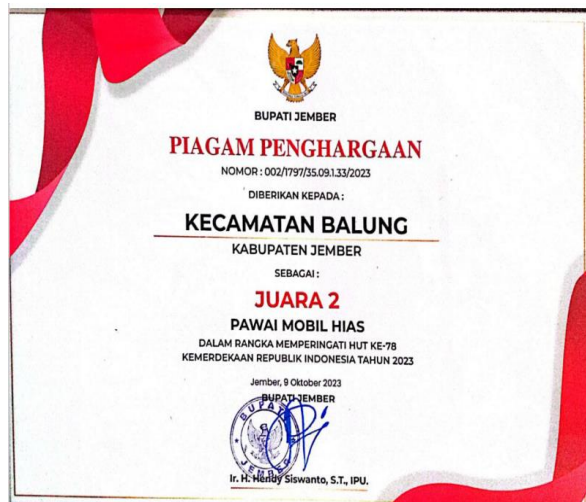 BUPATI JEMBER
PIAGAM PENGHARGAAN
NOMOR : 002/1797/35.09.1.33/2023
DIBERIKAN KEPADA :
KECAMATAN BALUNG
KABUPATEN JEMBER
SEBAGAI :
JUARA 2
PAWAI MOBIL HIAS
DALAM RANGKA MEMPERINGATI HUT KE-78
KEMERDEKAAN REPUBLIK INDONESIA TAHUN 2023
Jember, 9 Oktober 2023
BUPATI JEMBER
BUPATI
JEMBER
Ir. H. Hendy Siswanto, S.T., IPU.